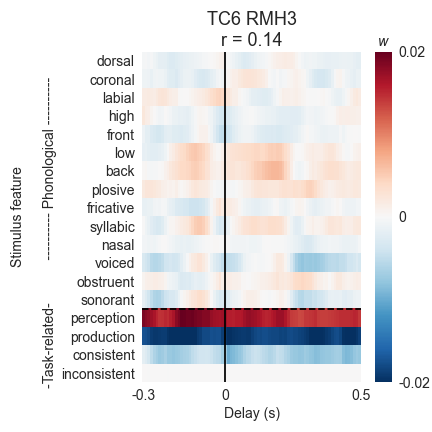 TC6 RMH3
r = 0.14
w
0.02
0
-0.02
Stimulus feature
---------- Phonological ----------
-Task-related-
dorsal
coronal
labial
high
front
low
back
plosive
fricative
syllabic
nasal
voiced
obstruent
sonorant
perception
production
consistent
inconsistent
-0.3
0
0.5
Delay (s)